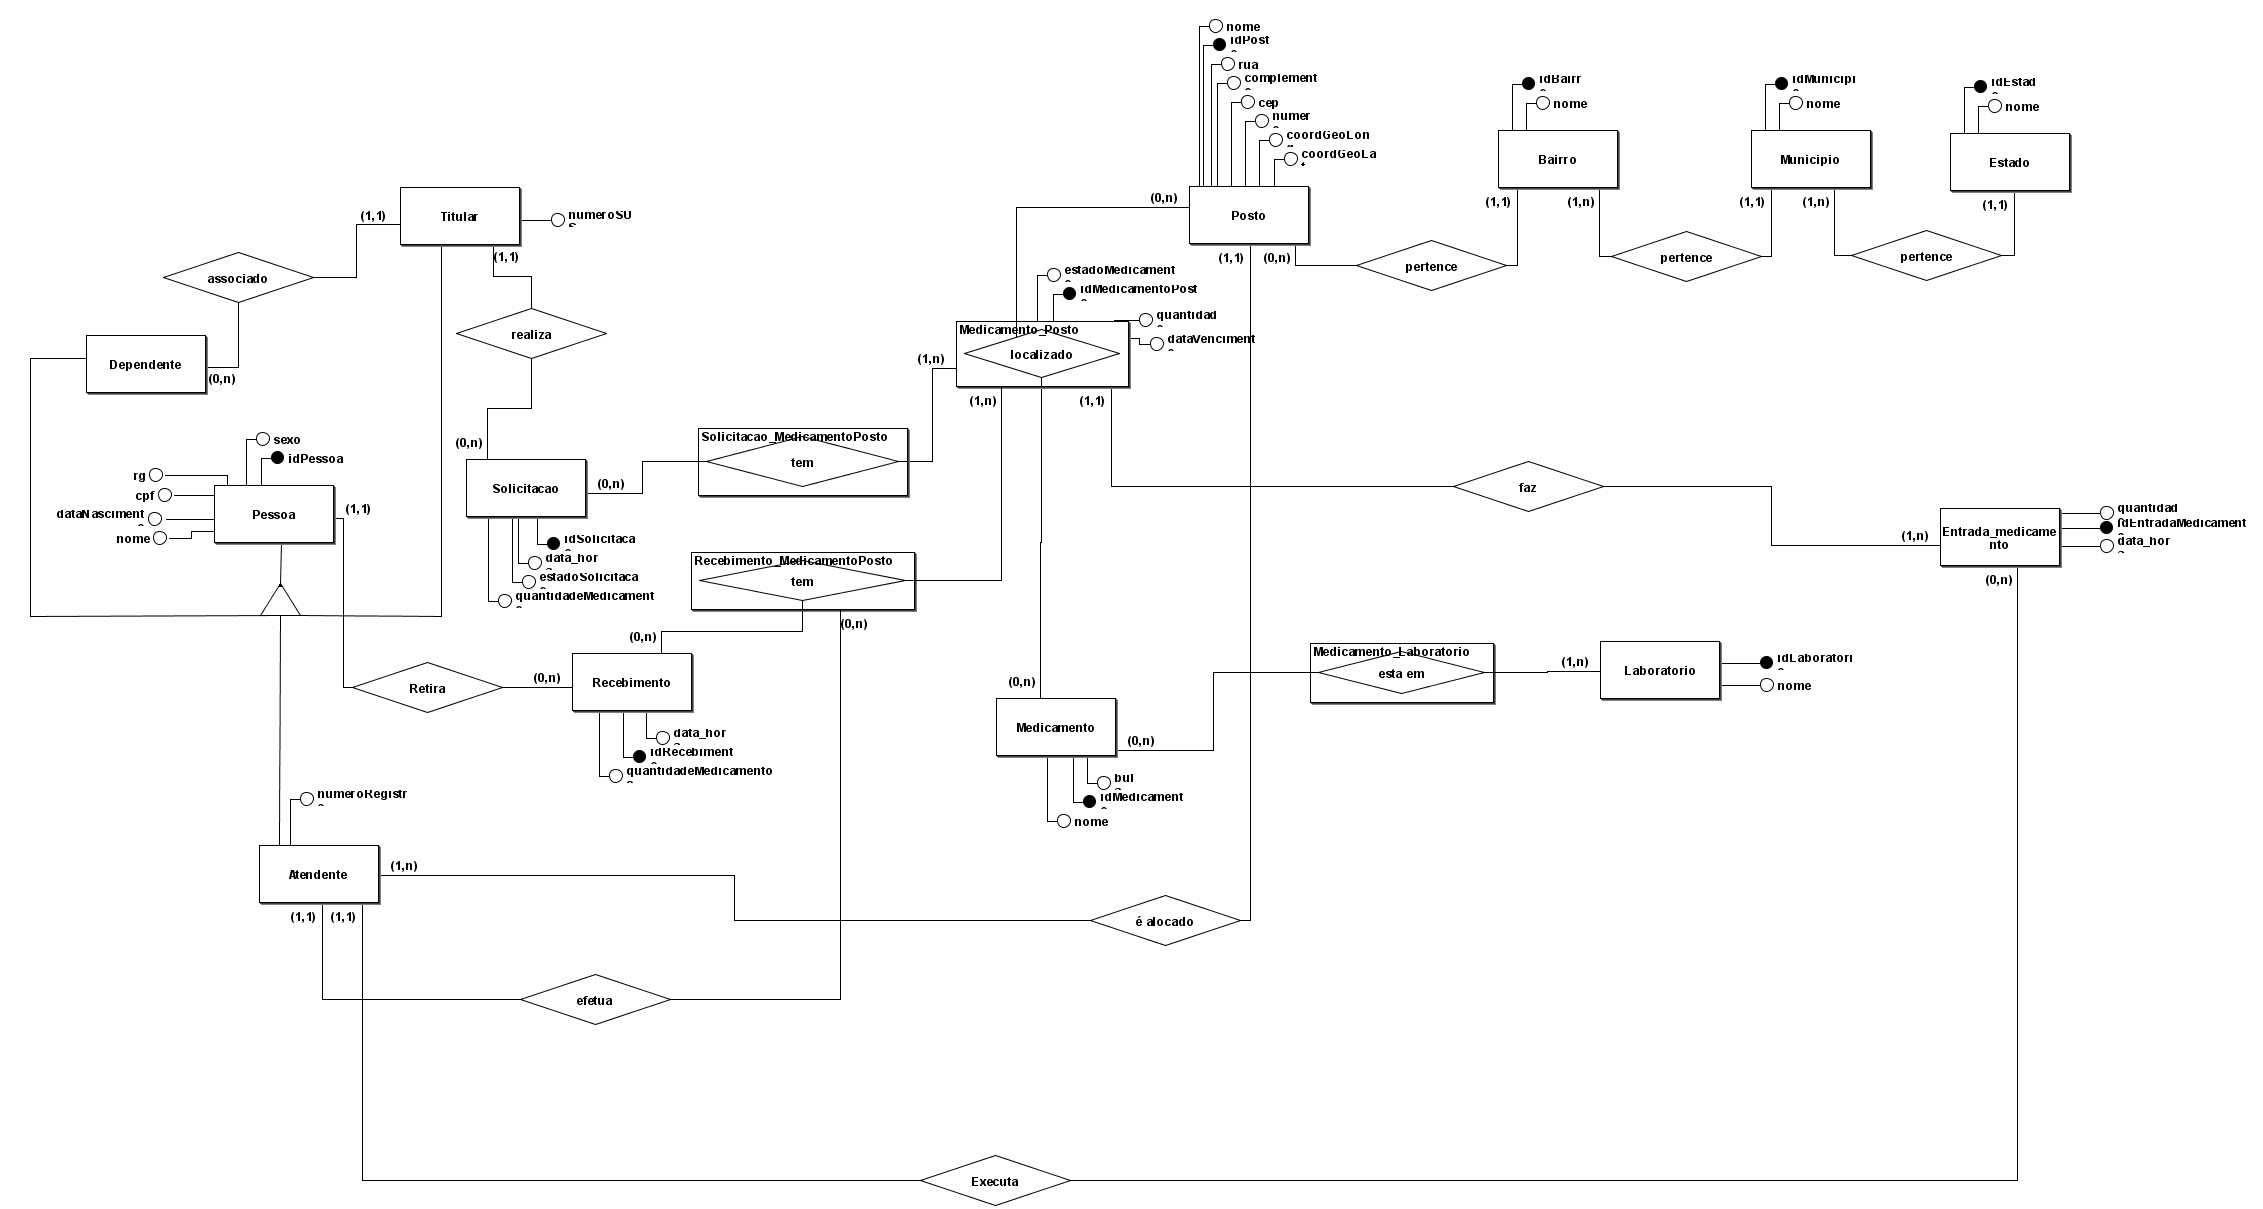 nome
idPost
rua
complement
cep
numer
coordGeoLon
coordGeoLa
idBairr
nome
idMunicipi
nome
idEstad
nome
Bairro
Municipio
Estado
Titular
(1,1)
numeroSU
S
(1,1)
(0,n)
Posto
(1,1)
(0,n)
(1,1)
(1,n)
(1,1)
(1,n)
(1,1)
pertence
pertence
pertence
associado
realiza
Dependente
(0,n)
estadoMedicament
idMedicamentoPost
quantidad
dataVenciment
Medicamento_Posto
localizado
(1,n)
(1,n)
(1,1)
sexo
idPessoa
rg
cpf
dataNasciment
nome
Pessoa
(1,1)
(0,n)
Solicitacao
(0,n)
Solicitacao_MedicamentoPosto
tem
faz
quantidad
idEntradaMedicament
data_hor
Entrada_medicame
nto
(1,n)
(0,n)
idSolicitaca
data_hor
estadoSolicitaca
quantidadeMedicament
Recebimento_MedicamentoPosto
tem
(0,n)
(0,n)
Retira
(0,n)
Recebimento
data_hor
idRecebiment
quantidadeMedicamento
(0,n)
Medicamento
(0,n)
bul
idMedicament
nome
Medicamento_Laboratorio
esta em
(1,n)
Laboratorio
idLaboratori
nome
numeroRegistr
Atendente
(1,n)
(1,1)
(1,1)
é alocado
efetua
Executa